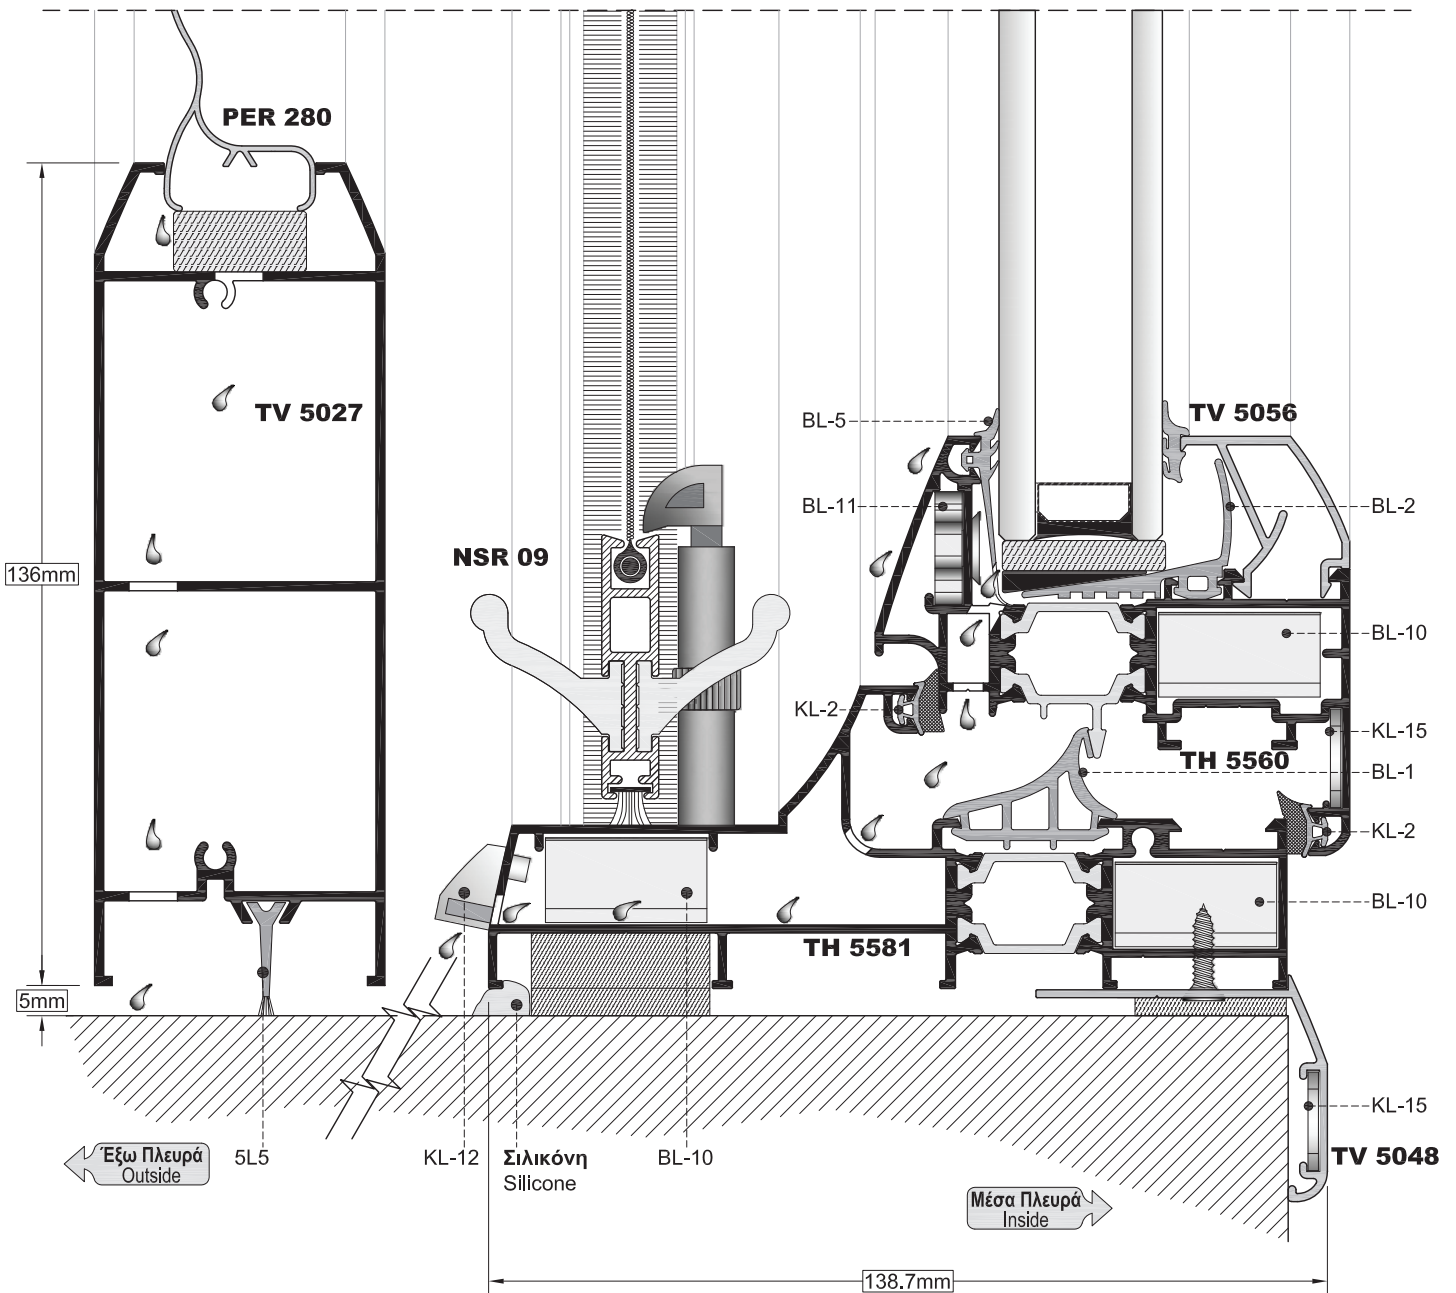 PER 280
TV 5027
BL-5
TV 5056
BL-11
BL-2
NSR 09
136mm
BL-10
KL-2
KL-15
TH 5560
BL-1
KL-2
BL-10
TH 5581
5mm
KL-15
Έξω Πλευρά
Outside
5L5
KL-12
Σιλικόνη
Silicone
BL-10
TV 5048
Μέσα Πλευρά
Inside
138.7mm